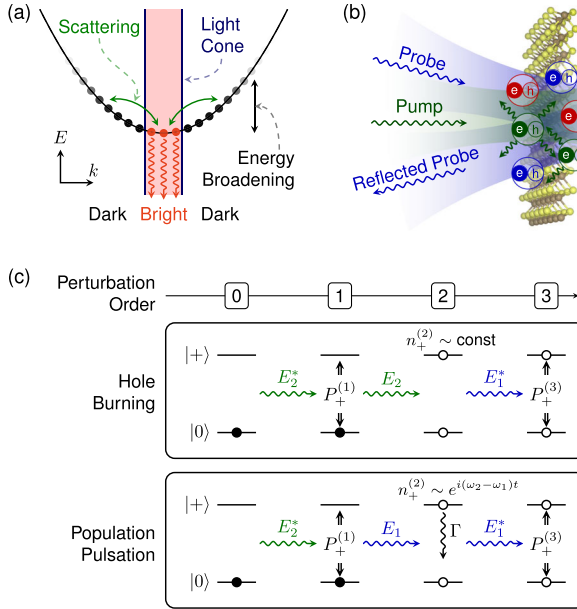 (a)
Scattering
Light
Cone
E
k
Energy
Broadening
Dark
Bright
Dark
(b)
Probe
Pump
Reflected Probe
e h
e h
e
e h
e
e h
(c)
Perturbation
Order
0
1
2
3
Hole
Burning
|+⟩
|0⟩
E₂*
P₊⁽¹⁾
E₂
n₊⁽²⁾ ∼ const
E₁*
P₊⁽³⁾
Population
Pulsation
|+⟩
|0⟩
E₂*
P₊⁽¹⁾
E₁
n₊⁽²⁾ ∼ e^{i(ω₂−ω₁)t}
Γ
E₁*
P₊⁽³⁾